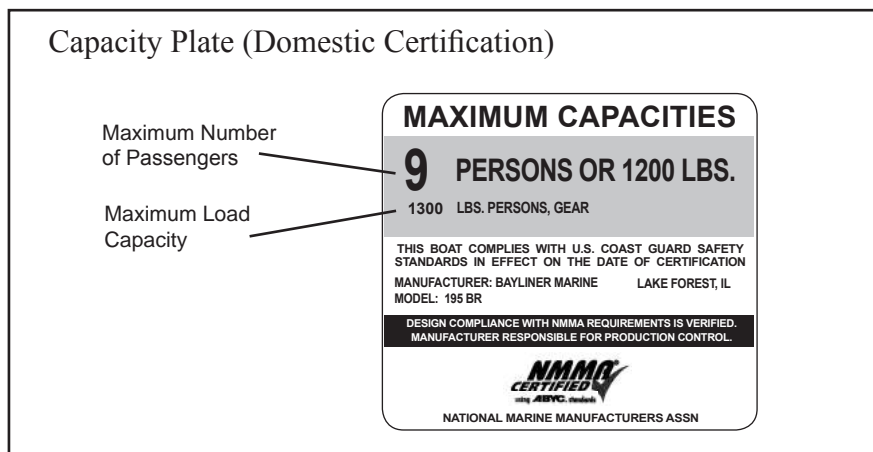 Capacity Plate (Domestic Certification)
Maximum Number
of Passengers
Maximum Load
Capacity
MAXIMUM CAPACITIES
9 PERSONS OR 1200 LBS.
1300 LBS. PERSONS, GEAR
THIS BOAT COMPLIES WITH U.S. COAST GUARD SAFETY
STANDARDS IN EFFECT ON THE DATE OF CERTIFICATION
MANUFACTURER: BAYLINER MARINE LAKE FOREST, IL
MODEL: 195 BR
DESIGN COMPLIANCE WITH NMMA REQUIREMENTS IS VERIFIED.
MANUFACTURER RESPONSIBLE FOR PRODUCTION CONTROL.
NMMA
CERTIFIED
using ABYC. standards
NATIONAL MARINE MANUFACTURERS ASSN